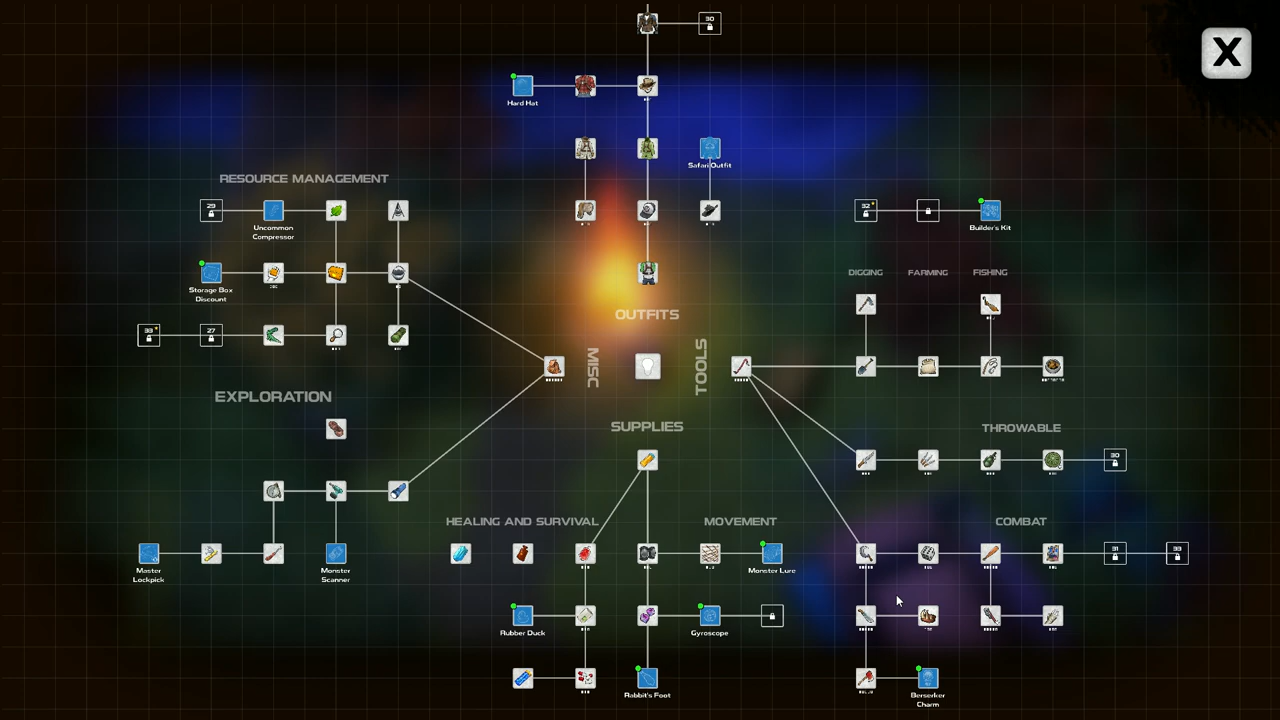 30
X
Hard Hat
Safari Outfit
RESOURCE MANAGEMENT
29
Uncommon
Compressor
32
Builder's Kit
Storage Box
Discount
DIGGING
FARMING
FISHING
OUTFITS
33
27
MISC
TOOLS
EXPLORATION
SUPPLIES
THROWABLE
30
HEALING AND SURVIVAL
MOVEMENT
COMBAT
Master
Lockpick
Monster
Scanner
Monster Lure
31
33
Rubber Duck
Gyroscope
Rabbit's Foot
Berserker
Charm